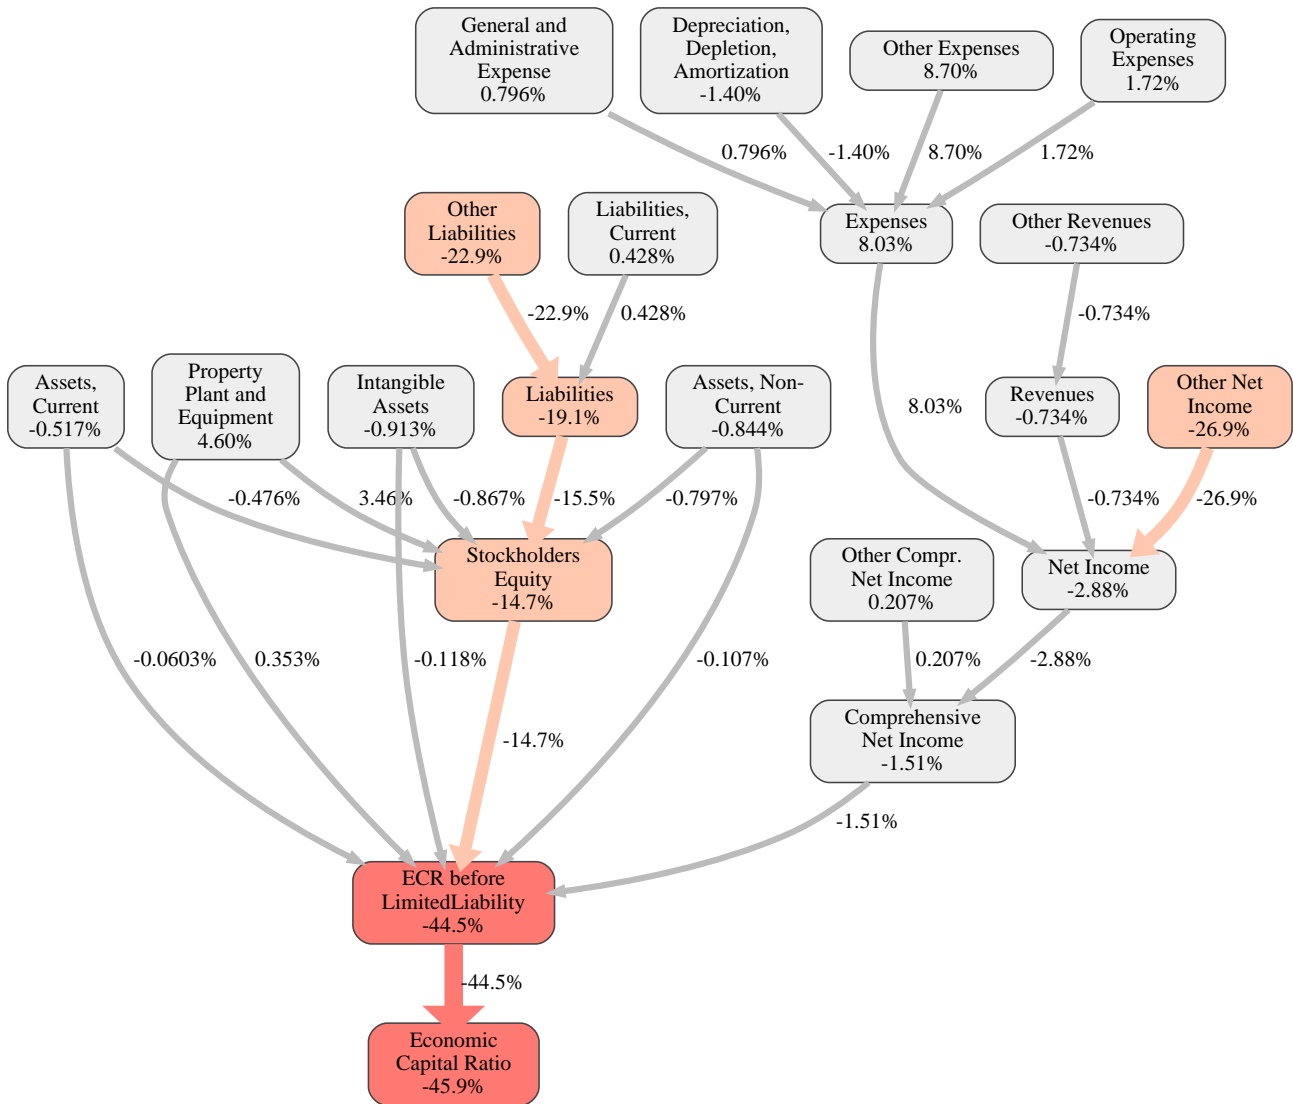 General and
Administrative
Expense
0.796%
Depreciation,
Depletion,
Amortization
-1.40%
Other Expenses
8.70%
Operating
Expenses
1.72%
0.796%
-1.40%
8.70%
1.72%
Other
Liabilities
-22.9%
Liabilities,
Current
0.428%
Expenses
8.03%
Other Revenues
-0.734%
-22.9%
0.428%
-0.734%
Assets,
Current
-0.517%
Property
Plant and
Equipment
4.60%
Intangible
Assets
-0.913%
Liabilities
-19.1%
Assets, Non-
Current
-0.844%
8.03%
Revenues
-0.734%
Other Net
Income
-26.9%
-0.476%
3.46%
-0.867%
-15.5%
-0.797%
-0.734%
-26.9%
Stockholders
Equity
-14.7%
Other Compr.
Net Income
0.207%
Net Income
-2.88%
-0.0603%
0.353%
-0.118%
-0.107%
0.207%
-2.88%
-14.7%
Comprehensive
Net Income
-1.51%
-1.51%
ECR before
LimitedLiability
-44.5%
-44.5%
Economic
Capital Ratio
-45.9%